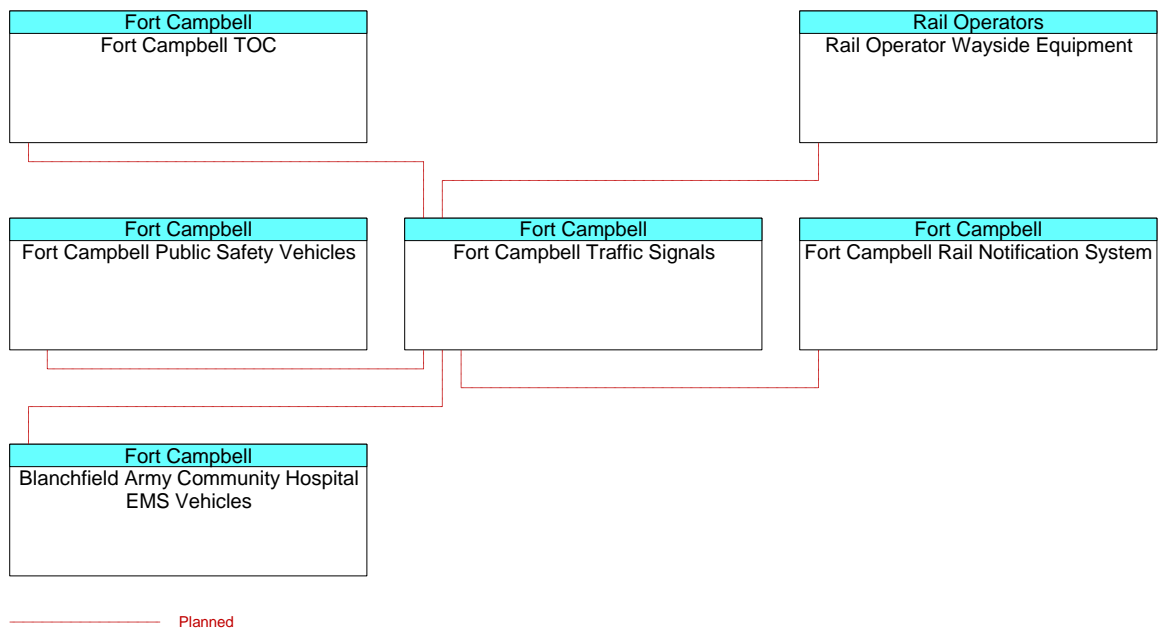 Fort Campbell
Fort Campbell TOC
Rail Operators
Rail Operator Wayside Equipment
Fort Campbell
Fort Campbell Public Safety Vehicles
Fort Campbell
Fort Campbell Traffic Signals
Fort Campbell
Fort Campbell Rail Notification System
Fort Campbell
Blanchfield Army Community Hospital
EMS Vehicles
Planned